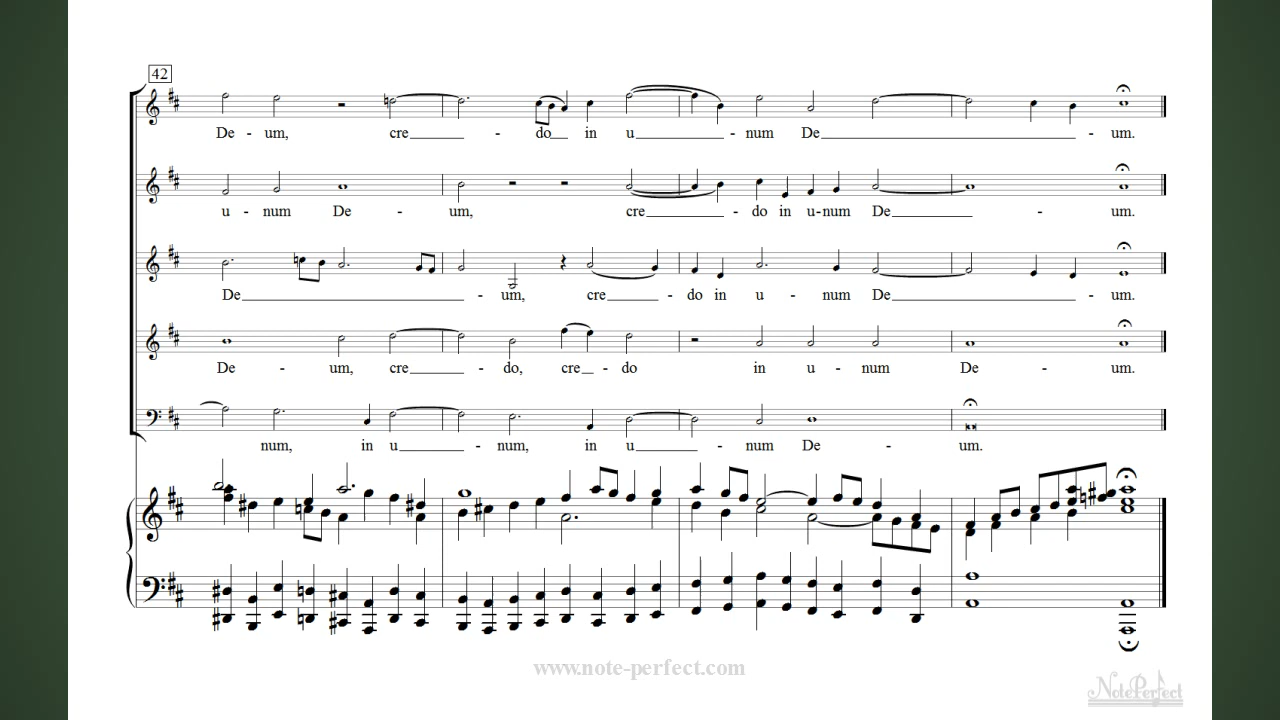 42
De - um, cre - do in u - num De - um.
u - num De - um, cre - do in u - num De - um.
De - um, cre - do in u - num De - um.
De - um, cre - do, cre - do in u - num De - um.
num, in u - num, in u - num De - um.
www.note-perfect.com
NotePerfect